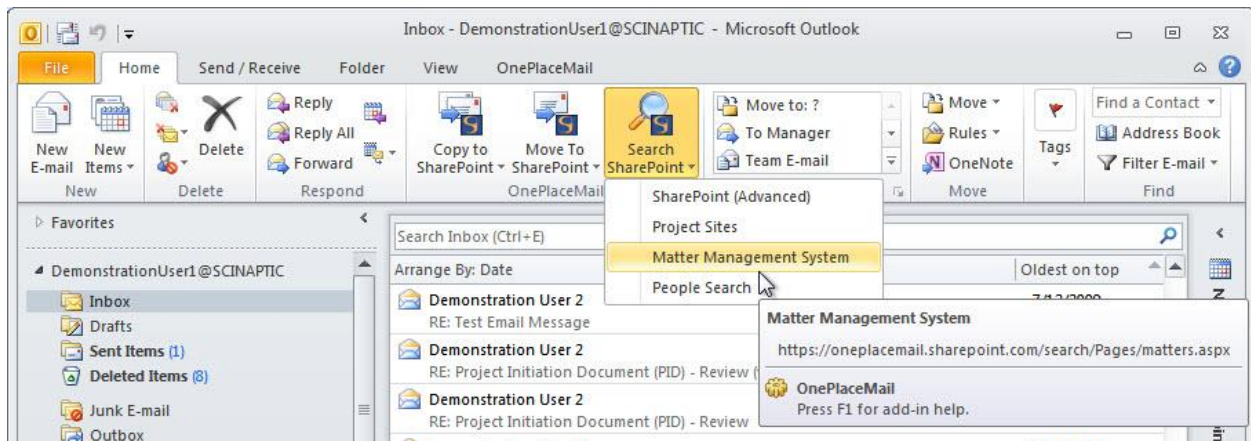 Inbox - DemonstrationUser1@SCINAPTIC - Microsoft Outlook
File Home Send / Receive Folder View OnePlaceMail
New E-mail
New Items
Delete
Reply
Reply All
Forward
Copy to SharePoint
Move To SharePoint
Search SharePoint
Move to: ?
To Manager
Team E-mail
Move
Rules
OneNote
Tags
Find a Contact
Address Book
Filter E-mail
New Delete Respond OnePlaceMail Move Find
SharePoint (Advanced)
Project Sites
Matter Management System
People Search
Favorites
DemonstrationUser1@SCINAPTIC
Inbox
Drafts
Sent Items (1)
Deleted Items (8)
Junk E-mail
Outbox
Search Inbox (Ctrl+E)
Arrange By: Date Oldest on top
Demonstration User 2
RE: Test Email Message
Demonstration User 2
RE: Project Initiation Document (PID) - Review (
Demonstration User 2
RE: Project Initiation Document (PID) - Review
Matter Management System
https://oneplacemail.sharepoint.com/search/Pages/matters.aspx
OnePlaceMail
Press F1 for add-in help.